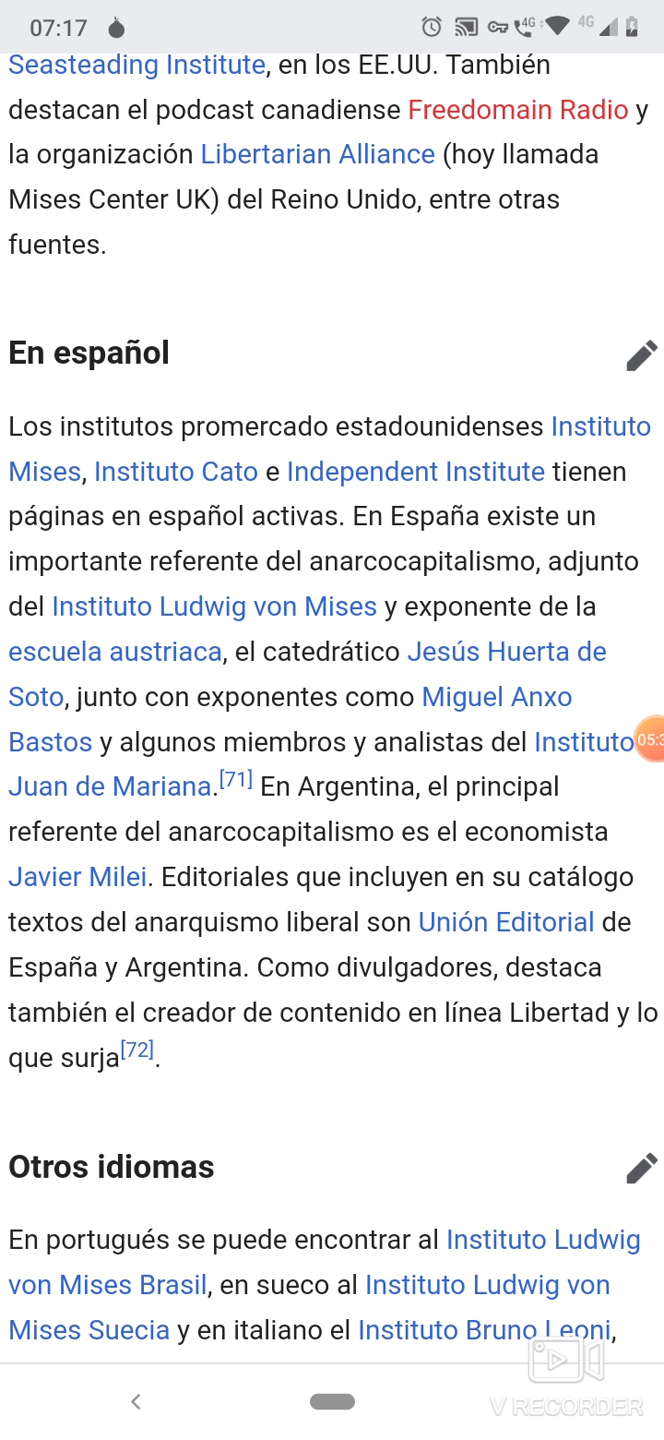 07:17
4G
4G
Seasteading Institute, en los EE.UU. También
destacan el podcast canadiense Freedomain Radio y
la organización Libertarian Alliance (hoy llamada
Mises Center UK) del Reino Unido, entre otras
fuentes.
En español
Los institutos promercado estadounidenses Instituto
Mises, Instituto Cato e Independent Institute tienen
páginas en español activas. En España existe un
importante referente del anarcocapitalismo, adjunto
del Instituto Ludwig von Mises y exponente de la
escuela austriaca, el catedrático Jesús Huerta de
Soto, junto con exponentes como Miguel Anxo
Bastos y algunos miembros y analistas del Instituto
Juan de Mariana.[71] En Argentina, el principal
referente del anarcocapitalismo es el economista
Javier Milei. Editoriales que incluyen en su catálogo
textos del anarquismo liberal son Unión Editorial de
España y Argentina. Como divulgadores, destaca
también el creador de contenido en línea Libertad y lo
que surja[72].
Otros idiomas
En portugués se puede encontrar al Instituto Ludwig
von Mises Brasil, en sueco al Instituto Ludwig von
Mises Suecia y en italiano el Instituto Bruno Leoni,
V RECORDER